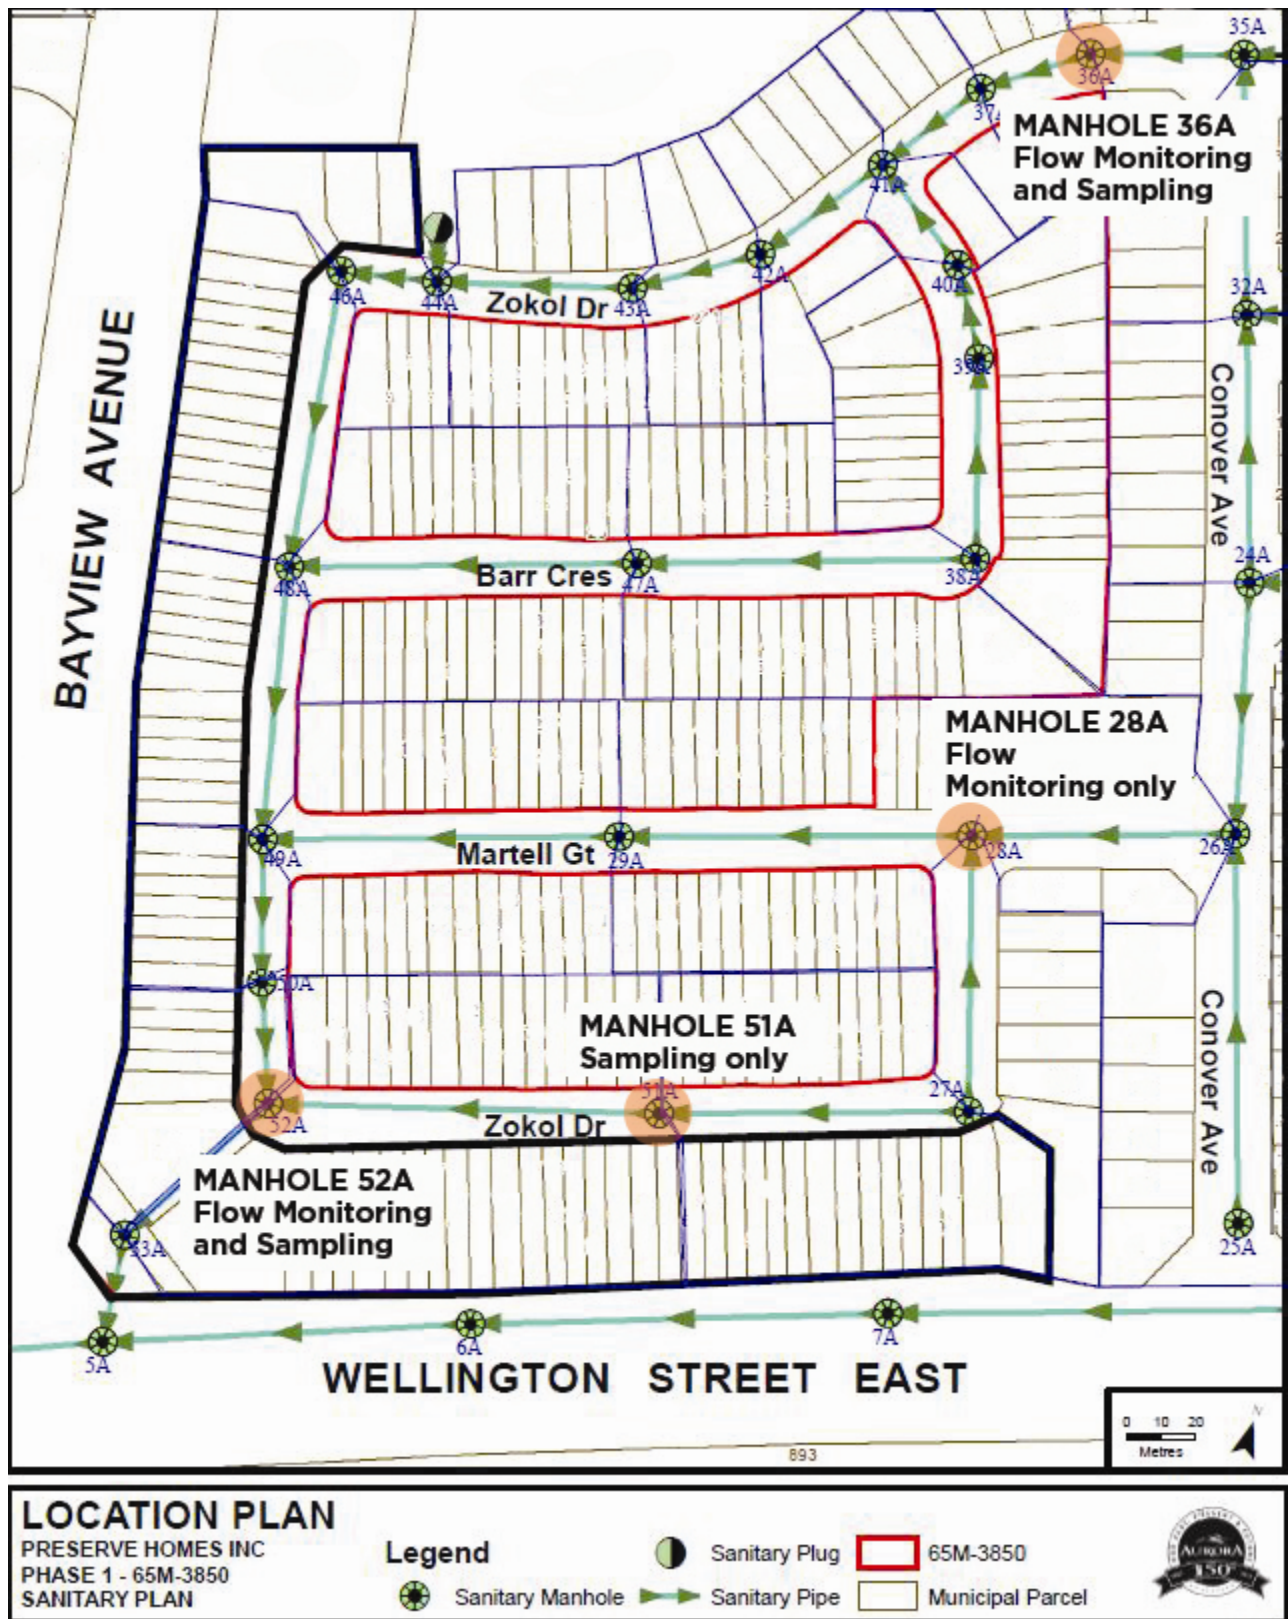 35A
36A
37A
MANHOLE 36A
Flow Monitoring
and Sampling
41A
42A
40A
32A
46A
44A
Zokol Dr
43A
39A
BAYVIEW AVENUE
Conover Ave
48A
Barr Cres
47A
38A
24A
MANHOLE 28A
Flow
Monitoring only
49A
Martell Gt
29A
28A
26A
50A
MANHOLE 51A
Sampling only
51A
27A
Conover Ave
52A
Zokol Dr
MANHOLE 52A
Flow Monitoring
and Sampling
53A
25A
5A
6A
7A
WELLINGTON STREET EAST
893
0 10 20
Metres
N
LOCATION PLAN
PRESERVE HOMES INC
PHASE 1 - 65M-3850
SANITARY PLAN
Legend
Sanitary Plug
65M-3850
Sanitary Manhole
Sanitary Pipe
Municipal Parcel
AURORA
150